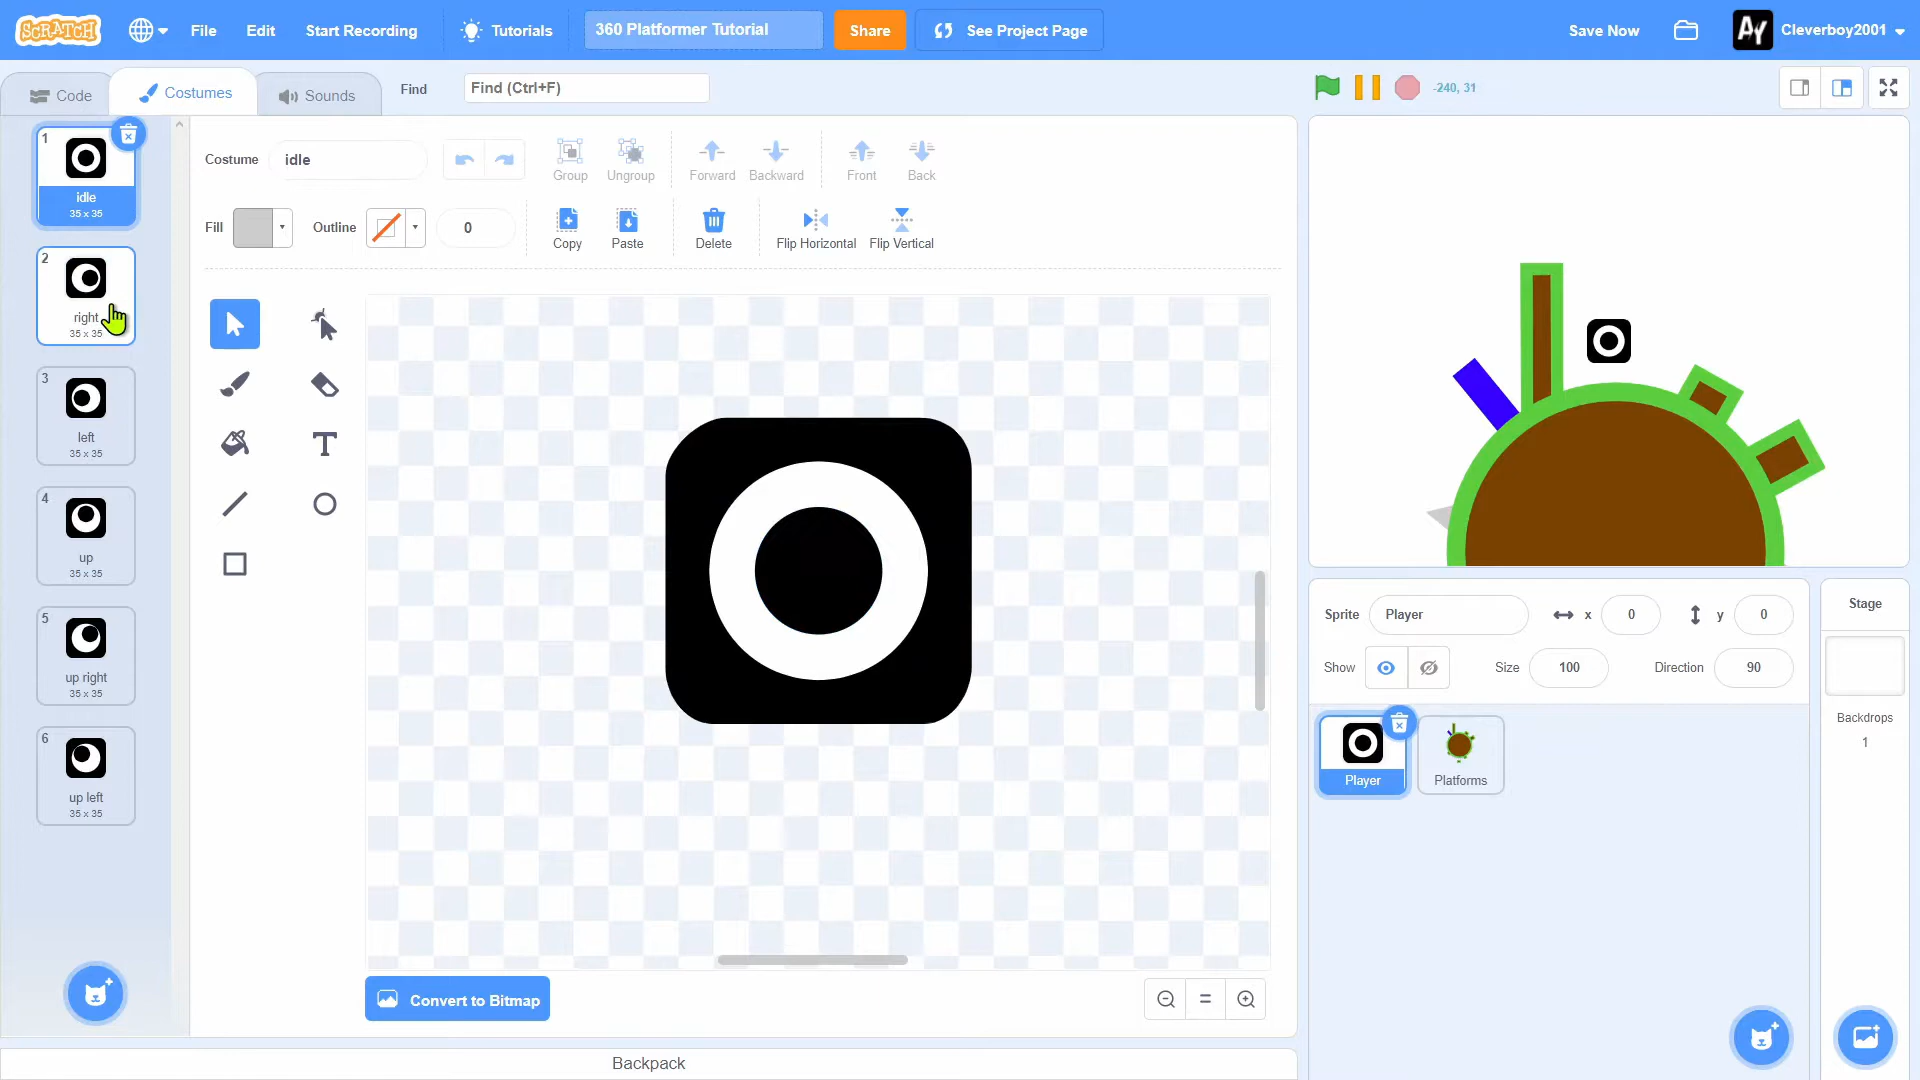 SCRATCH
File
Edit
Start Recording
Tutorials
360 Platformer Tutorial
Share
See Project Page
Save Now
Ay
Cleverboy2001
Code
Costumes
Sounds
Find
Find (Ctrl+F)
-240, 31
1
idle
35 x 35
2
right
35 x 35
3
left
35 x 35
4
up
35 x 35
5
up right
35 x 35
6
up left
35 x 35
Costume
idle
Group
Ungroup
Forward
Backward
Front
Back
Fill
Outline
0
Copy
Paste
Delete
Flip Horizontal
Flip Vertical
T
Convert to Bitmap
Backpack
Sprite
Player
x
0
y
0
Show
Size
100
Direction
90
Player
Platforms
Stage
Backdrops
1